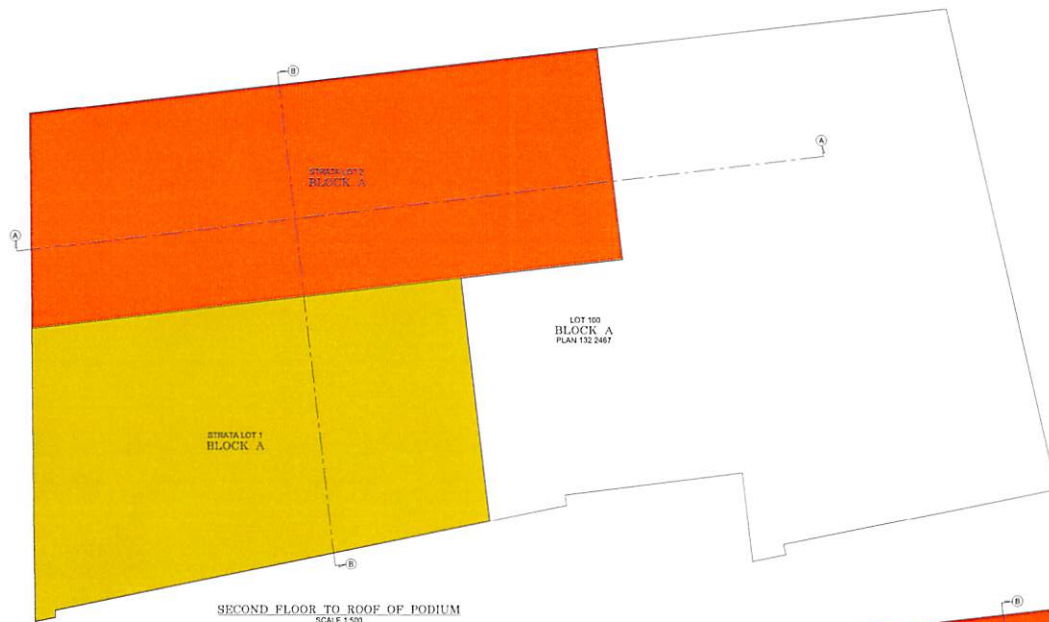 B
A
STRATA LOT 2
BLOCK A
A
LOT 100
BLOCK A
PLAN 132 2467
STRATA LOT 1
BLOCK A
B
SECOND FLOOR TO ROOF OF PODIUM
SCALE 1:500
B